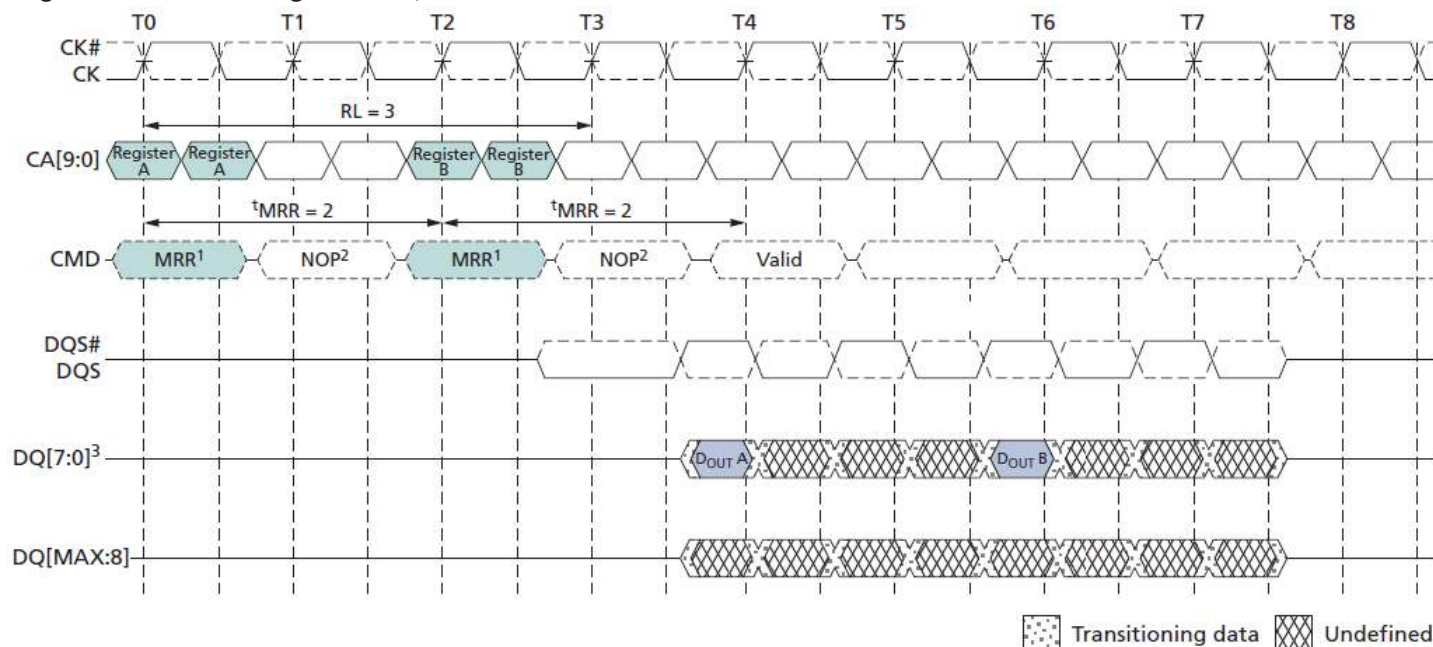 T0 T1 T2 T3 T4 T5 T6 T7 T8
CK#
CK
RL = 3
CA[9:0] Register A Register A Register B Register B
tMRR = 2 tMRR = 2
CMD MRR1 NOP2 MRR1 NOP2 Valid
DQS#
DQS
DQ[7:0]3 DOUT A DOUT B
DQ[MAX:8]
Transitioning data Undefined